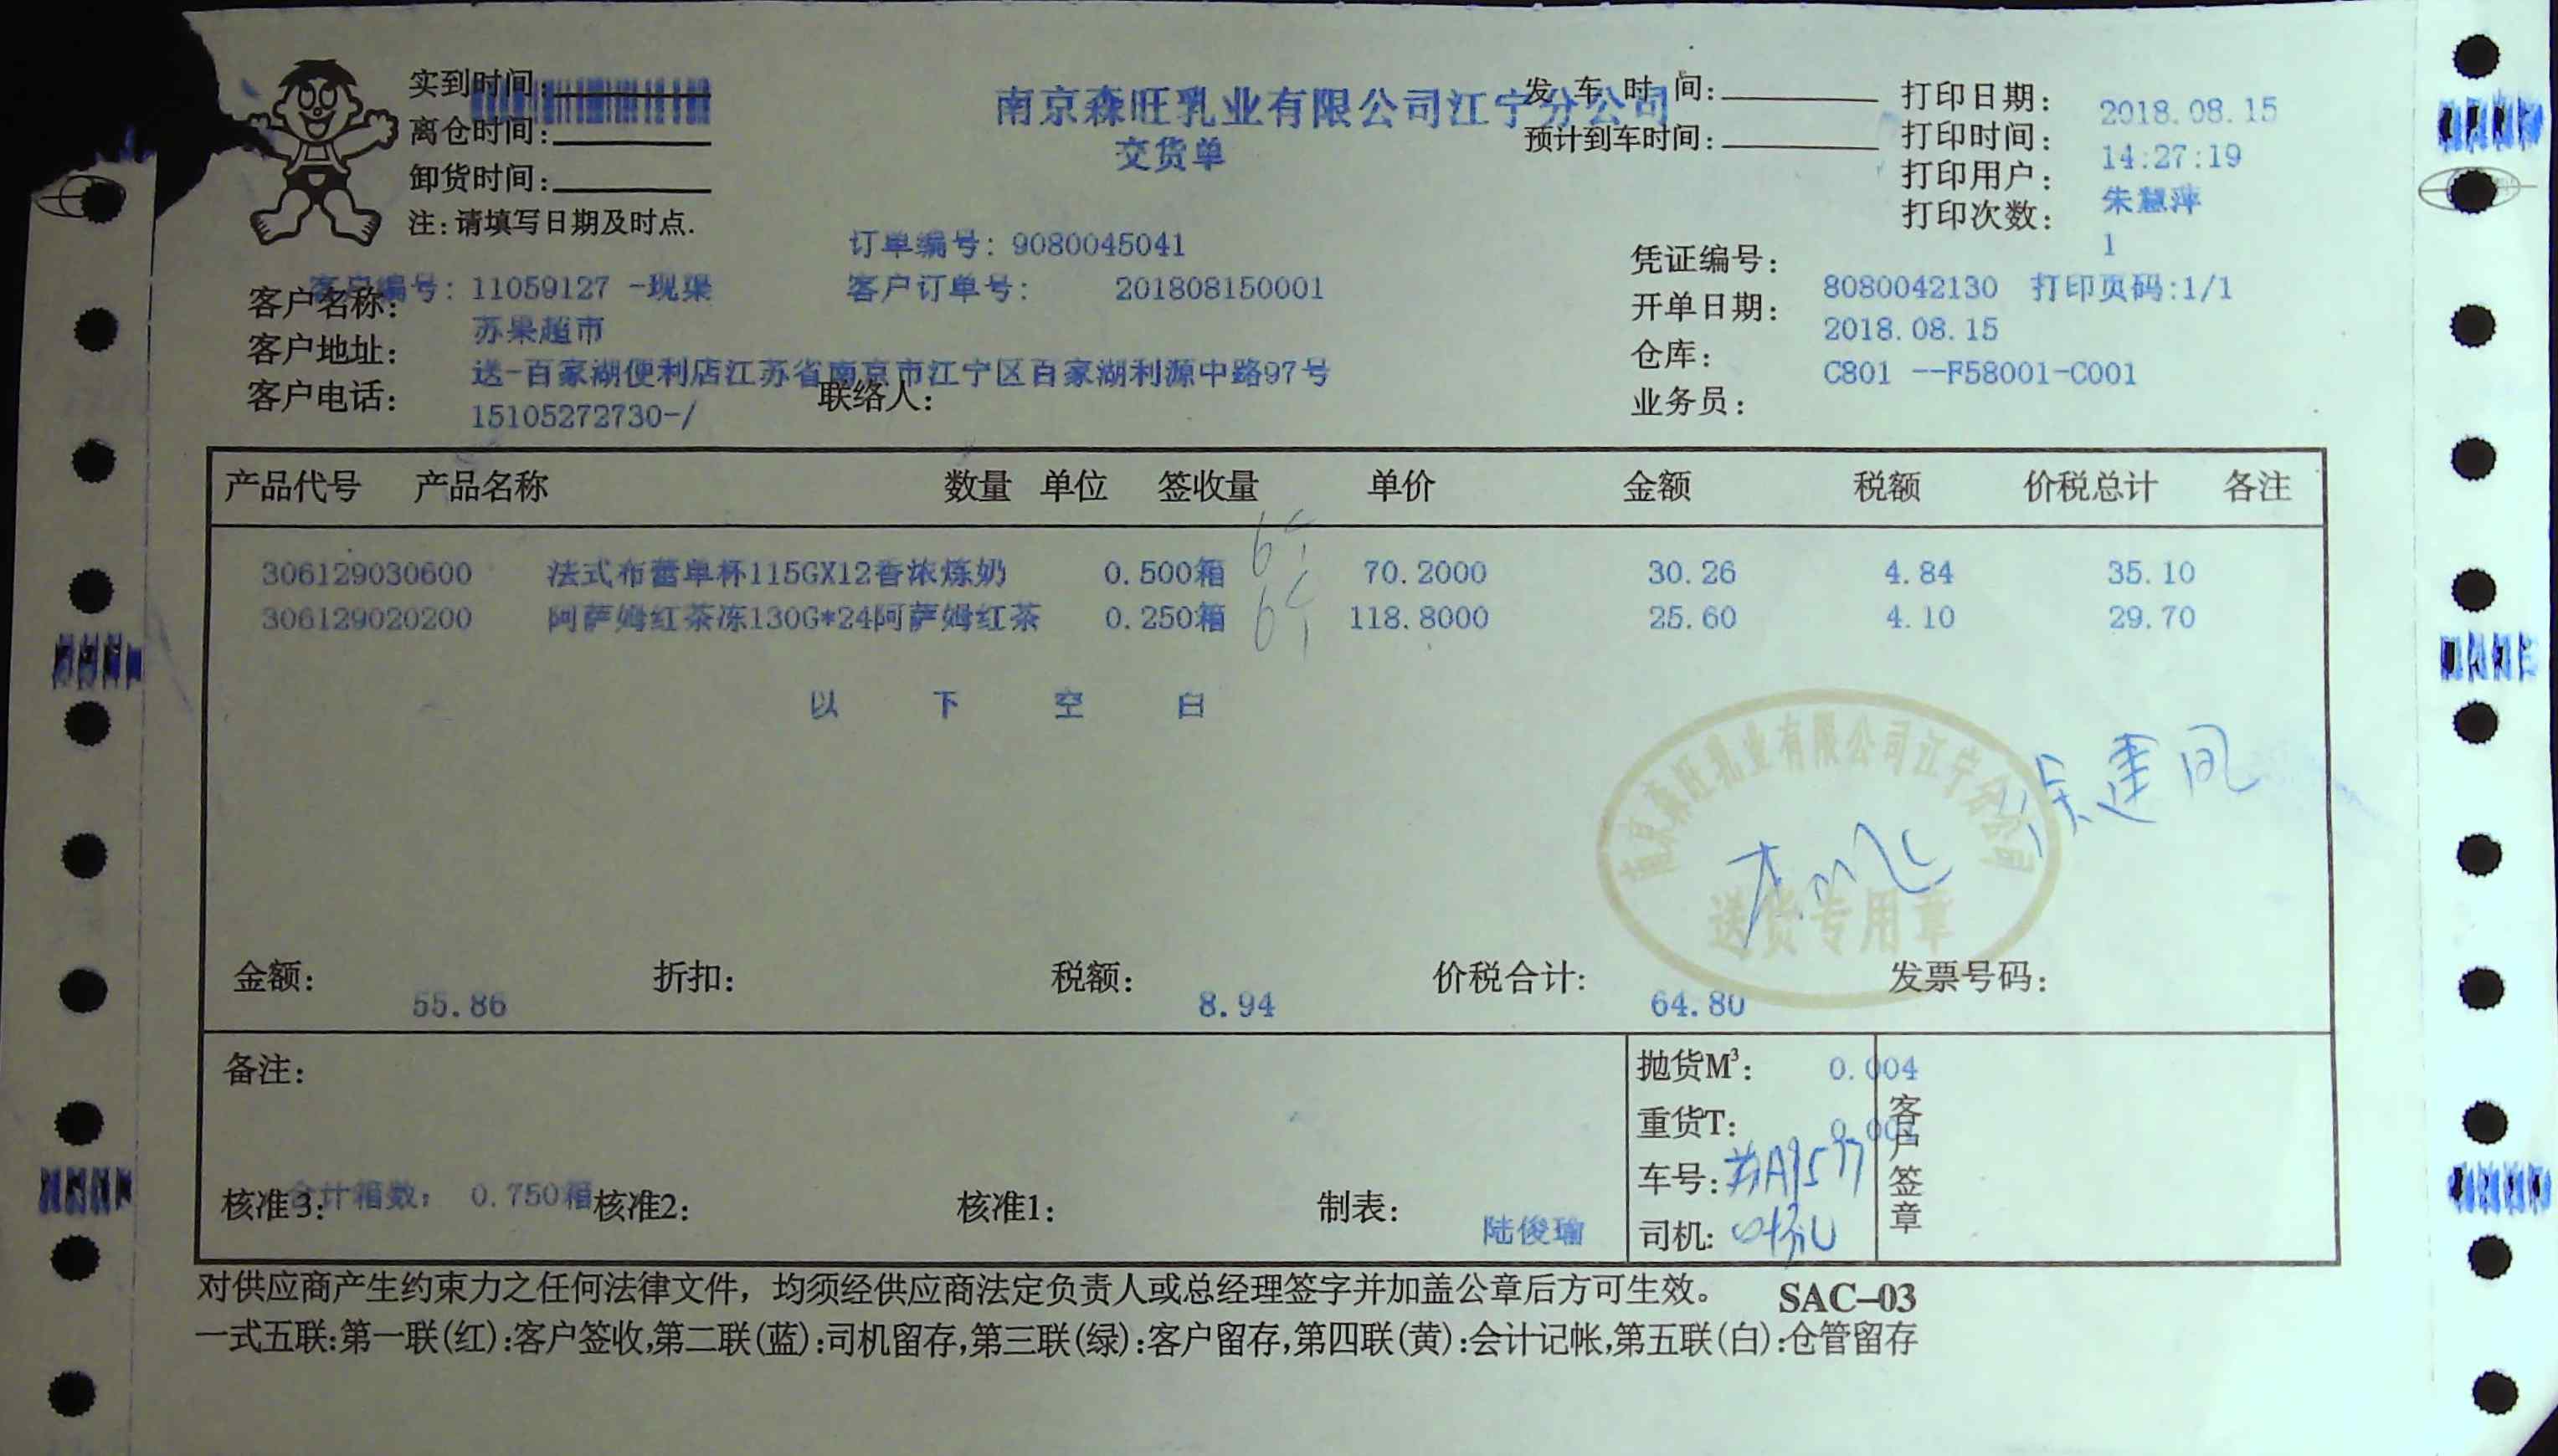 实到时间:
离仓时间:
卸货时间:
注:请填写日期及时点.
南京森旺乳业有限公司江宁分公司
交货单
发 车 时 间:
预计到车时间:
打印日期: 2018.08.15
打印时间: 14:27:19
打印用户: 朱慧萍
打印次数: 1
订单编号: 9080045041
客户编号: 11059127 -现渠
客户订单号: 201808150001
凭证编号: 8080042130 打印页码:1/1
客户名称: 苏果超市
开单日期: 2018.08.15
客户地址: 送-百家湖便利店江苏省南京市江宁区百家湖利源中路97号
仓库: C801 --F58001-C001
客户电话: 15105272730-/
联络人:
业务员:
产品代号 产品名称 数量 单位 签收量 单价 金额 税额 价税总计 各注
306129030600 法式布蕾单杯115GX12香浓炼奶 0.500箱 6个 70.2000 30.26 4.84 35.10
306129020200 阿萨姆红茶冻130G*24阿萨姆红茶 0.250箱 6个 118.8000 25.60 4.10 29.70
以 下 空 白
南京森旺乳业有限公司江宁分公司
送货专用章
金额: 55.86 折扣: 税额: 8.94 价税合计: 64.80 发票号码:
备注:
抛货M³: 0.004
重货T:
车号:
司机:
客户签章
合计箱数: 0.750箱
核准3: 核准2: 核准1: 制表: 陆俊瑜
对供应商产生约束力之任何法律文件，均须经供应商法定负责人或总经理签字并加盖公章后方可生效。 SAC-03
一式五联:第一联(红):客户签收,第二联(蓝):司机留存,第三联(绿):客户留存,第四联(黄):会计记帐,第五联(白):仓管留存